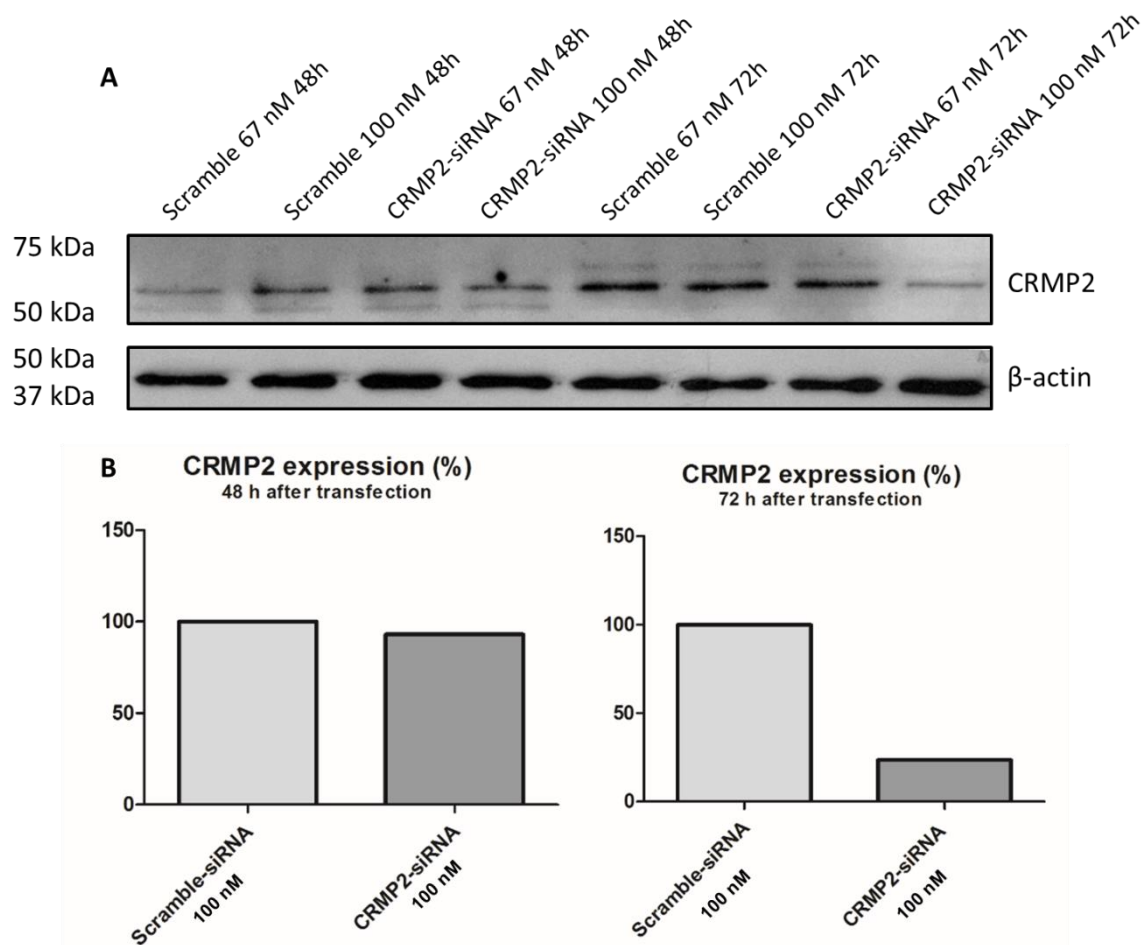 A
Scramble 67 nM 48h
Scramble 100 nM 48h
CRMP2-siRNA 67 nM 48h
CRMP2-siRNA 100 nM 48h
Scramble 67 nM 72h
Scramble 100 nM 72h
CRMP2-siRNA 67 nM 72h
CRMP2-siRNA 100 nM 72h
75 kDa
50 kDa
CRMP2
50 kDa
37 kDa
β-actin
B
CRMP2 expression (%)
48 h after transfection
150
100
50
0
Scramble-siRNA
100 nM
CRMP2-siRNA
100 nM
CRMP2 expression (%)
72 h after transfection
150
100
50
0
Scramble-siRNA
100 nM
CRMP2-siRNA
100 nM